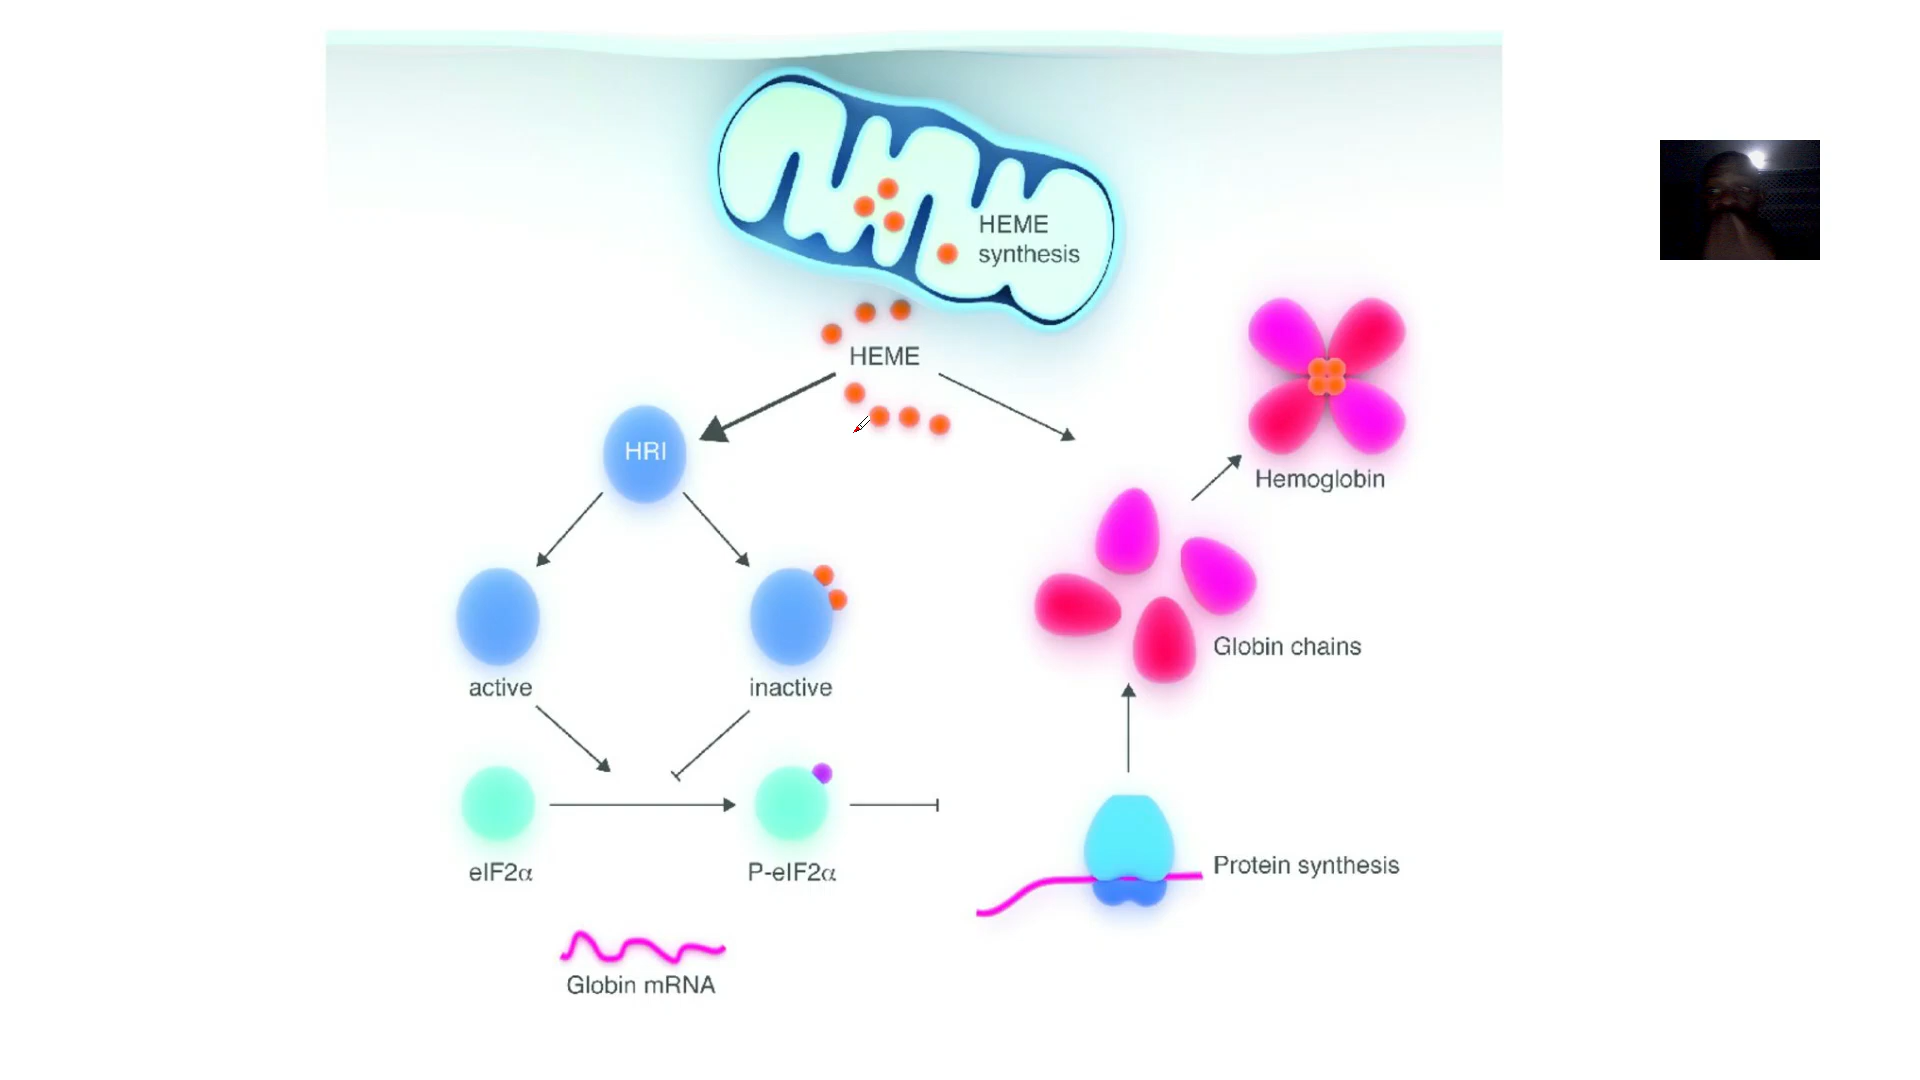 HEME
synthesis
HEME
HRI
Hemoglobin
Globin chains
active
inactive
eIF2α
P-eIF2α
Protein synthesis
Globin mRNA